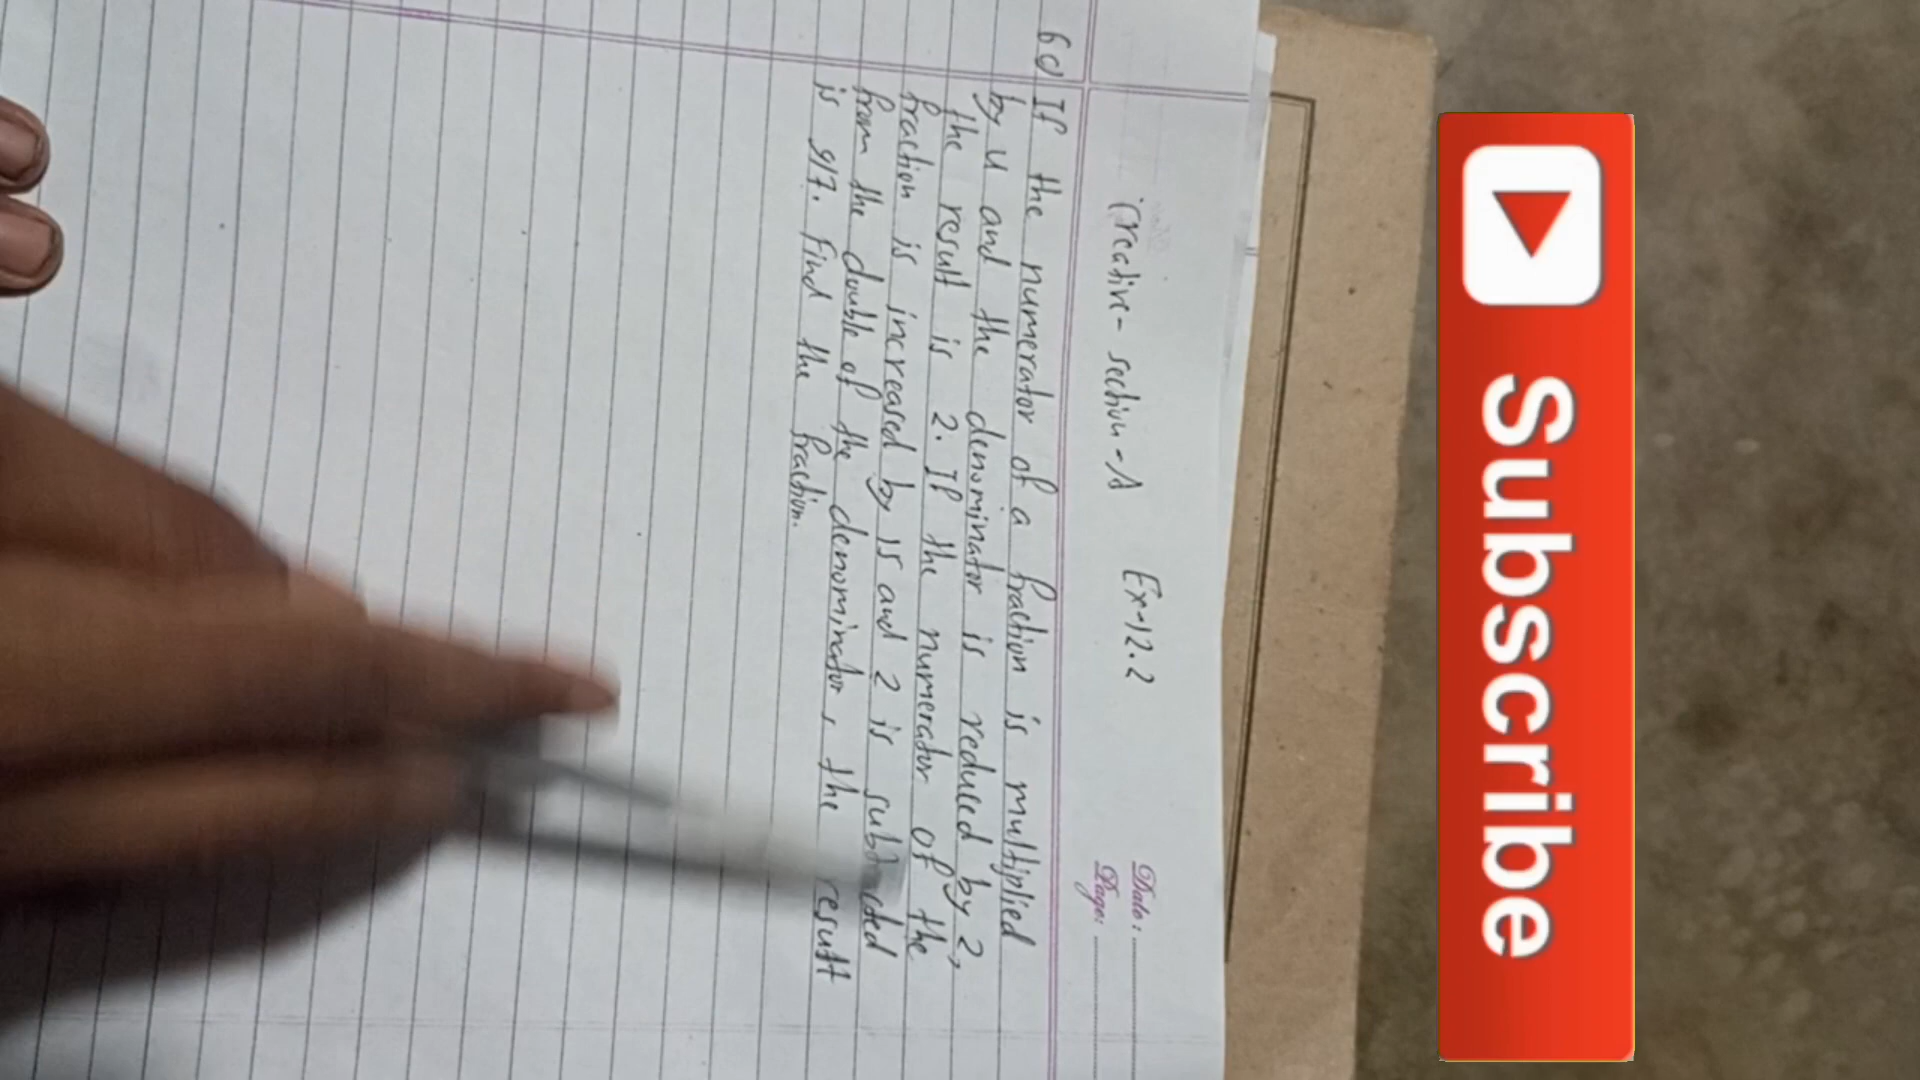 Creative - section - A Ex-12.2
Date:
Page:
6d) If the numerator of a fraction is multiplied
by 4 and the denominator is reduced by 2,
the result is 2. If the numerator of the
fraction is increased by 15 and 2 is subtracted
from the double of the denominator, the result
is 9/7. Find the fraction.
Subscribe